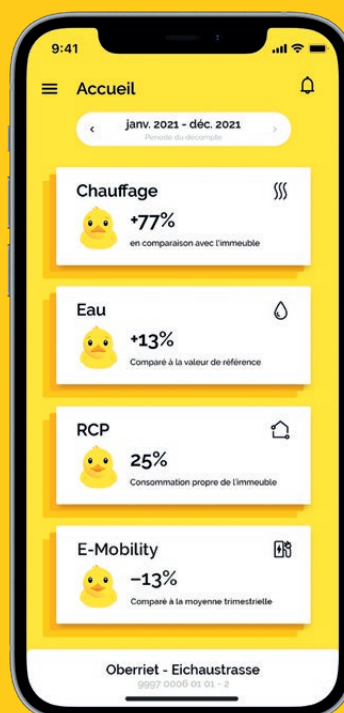 9:41
Accueil
janv. 2021 - déc. 2021
Periode du décompte
Chauffage
+77%
en comparaison avec l'immeuble
Eau
+13%
Comparé à la valeur de référence
RCP
25%
Consommation propre de l'immeuble
E-Mobility
–13%
Comparé à la moyenne trimestrielle
Oberriet - Eichaustrasse
9997 0006 01 01 - 2